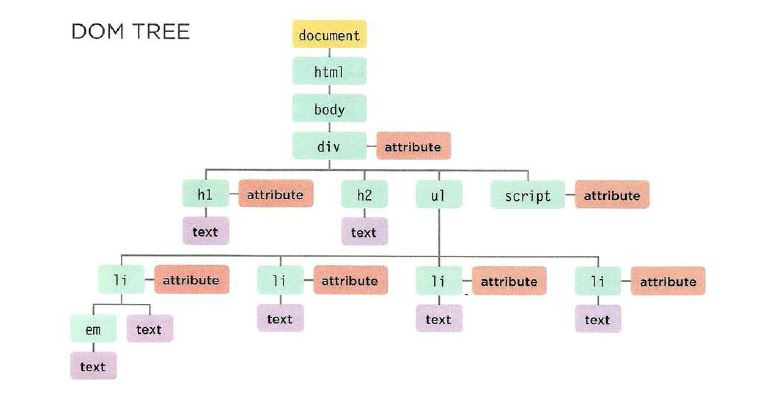 DOM TREE
document
html
body
div attribute
h1 attribute h2 ul script attribute
text text
li attribute li attribute li attribute li attribute
em text text text text
text